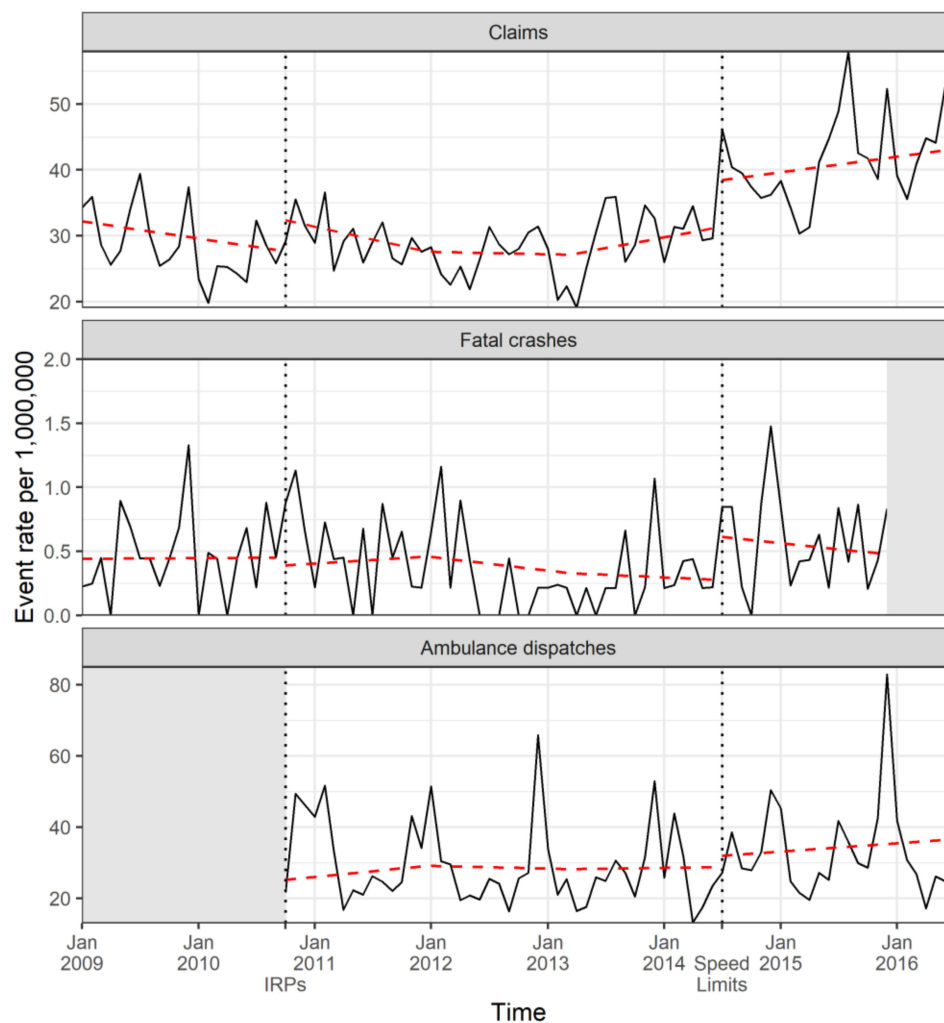 Claims
50
40
30
20
Fatal crashes
2.0
1.5
1.0
0.5
0.0
Event rate per 1,000,000
Ambulance dispatches
80
60
40
20
Jan Jan Jan Jan Jan Jan Jan Jan
2009 2010 2011 2012 2013 2014 Speed 2015 2016
IRPs Limits
Time